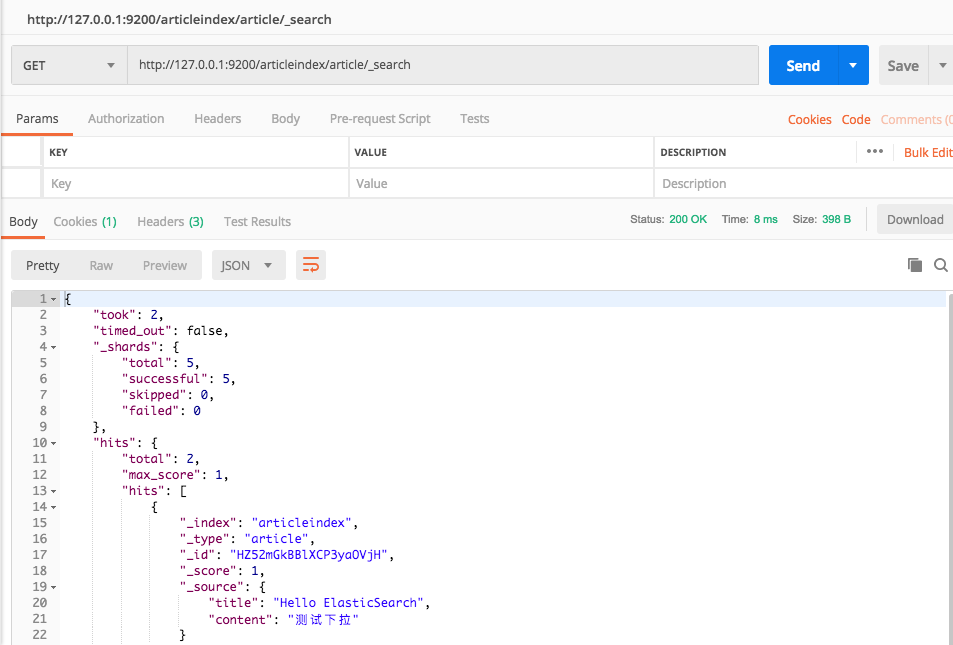 http://127.0.0.1:9200/articleindex/article/_search
GET http://127.0.0.1:9200/articleindex/article/_search Send Save
Params Authorization Headers Body Pre-request Script Tests Cookies Code Comments (0
KEY VALUE DESCRIPTION ••• Bulk Edit
Key Value Description
Body Cookies (1) Headers (3) Test Results Status: 200 OK Time: 8 ms Size: 398 B Download
Pretty Raw Preview JSON
1 {
2 "took": 2,
3 "timed_out": false,
4 "_shards": {
5 "total": 5,
6 "successful": 5,
7 "skipped": 0,
8 "failed": 0
9 },
10 "hits": {
11 "total": 2,
12 "max_score": 1,
13 "hits": [
14 {
15 "_index": "articleindex",
16 "_type": "article",
17 "_id": "HZ52mGkBBlXCP3yaOVjH",
18 "_score": 1,
19 "_source": {
20 "title": "Hello ElasticSearch",
21 "content": "测试下拉"
22 }